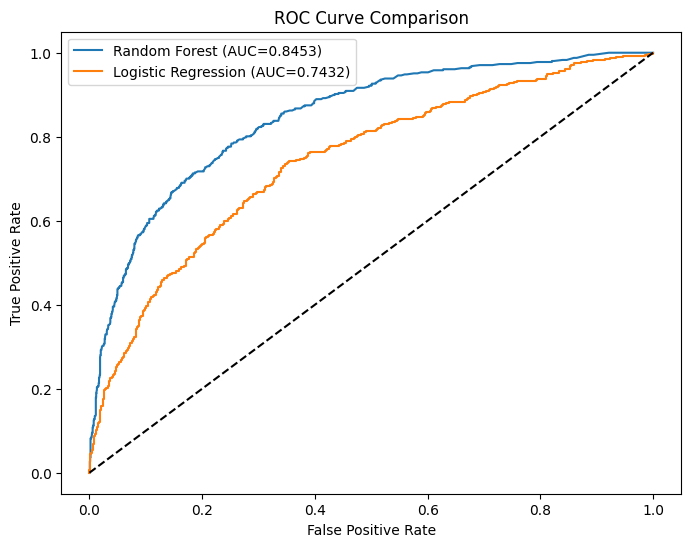 ROC Curve Comparison
Random Forest (AUC=0.8453)
Logistic Regression (AUC=0.7432)
True Positive Rate
1.0
0.8
0.6
0.4
0.2
0.0
0.0 0.2 0.4 0.6 0.8 1.0
False Positive Rate